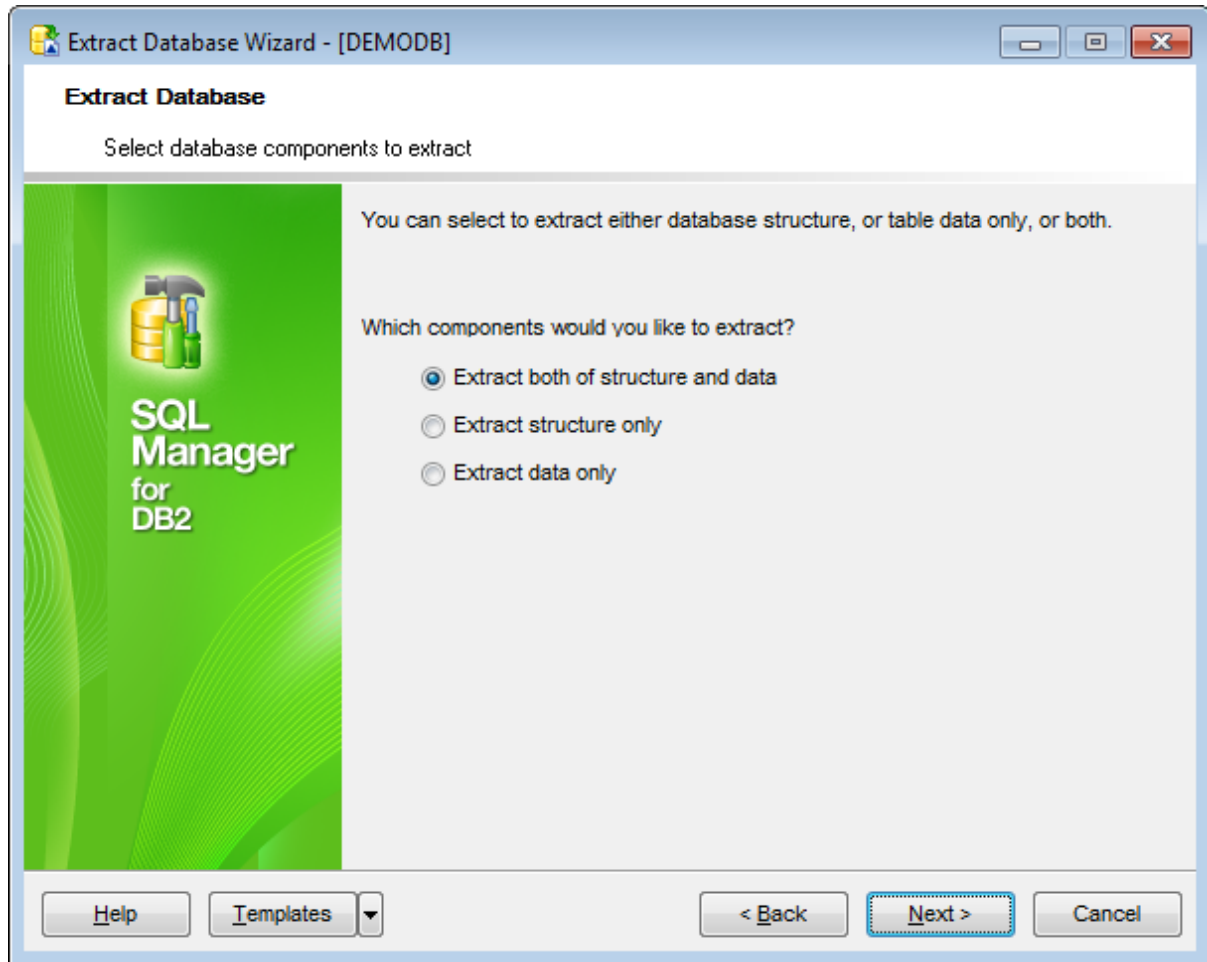 Extract Database Wizard - [DEMODB]
Extract Database
Select database components to extract
You can select to extract either database structure, or table data only, or both.
Which components would you like to extract?
Extract both of structure and data
Extract structure only
Extract data only
SQL
Manager
for
DB2
Help Templates < Back Next > Cancel